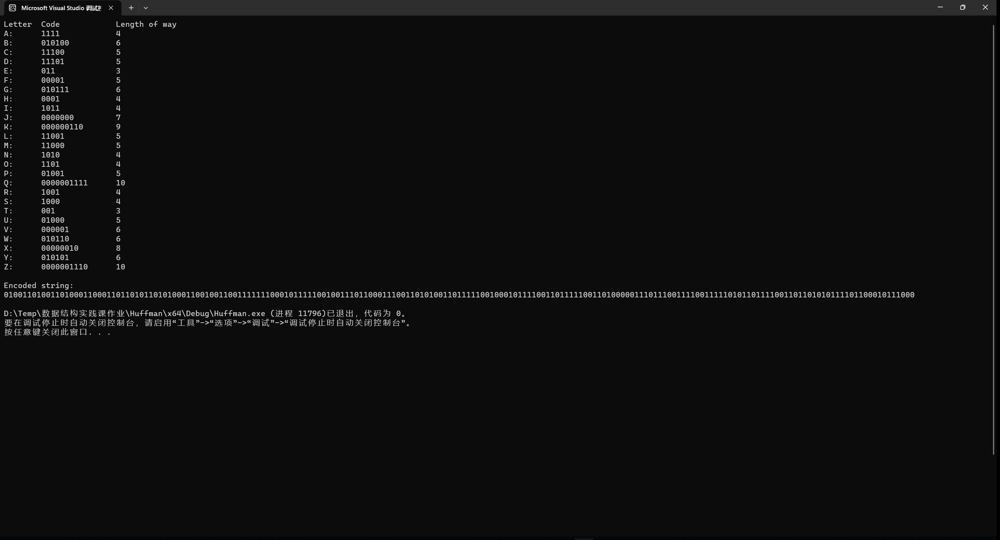 Microsoft Visual Studio 调试
Letter Code Length of way
A: 1111 4
B: 010100 6
C: 11100 5
D: 11101 5
E: 011 3
F: 00001 5
G: 010111 6
H: 0001 4
I: 1011 4
J: 0000000 7
K: 000000110 9
L: 11001 5
M: 11000 5
N: 1010 4
O: 1101 4
P: 01001 5
Q: 0000001111 10
R: 1001 4
S: 1000 4
T: 001 3
U: 01000 5
V: 000001 6
W: 010110 6
X: 00000010 8
Y: 010101 6
Z: 0000001110 10
Encoded string:
D:\Temp\数据结构实践课作业\Huffman\x64\Debug\Huffman.exe (进程 11796)已退出，代码为 0。
要在调试停止时自动关闭控制台，请启用“工具”->“选项”->“调试”->“调试停止时自动关闭控制台”。
按任意键关闭此窗口. . .